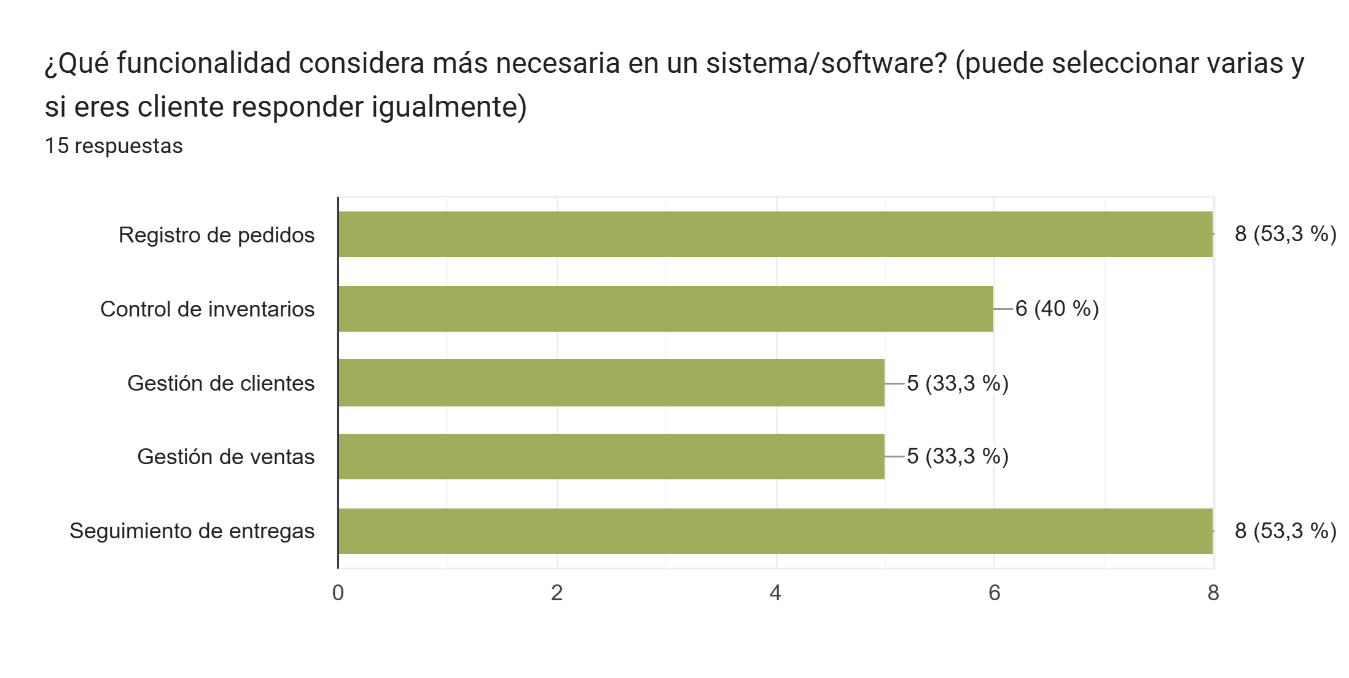 ¿Qué funcionalidad considera más necesaria en un sistema/software? (puede seleccionar varias y
si eres cliente responder igualmente)
15 respuestas
Registro de pedidos 8 (53,3 %)
Control de inventarios 6 (40 %)
Gestión de clientes 5 (33,3 %)
Gestión de ventas 5 (33,3 %)
Seguimiento de entregas 8 (53,3 %)
0 2 4 6 8